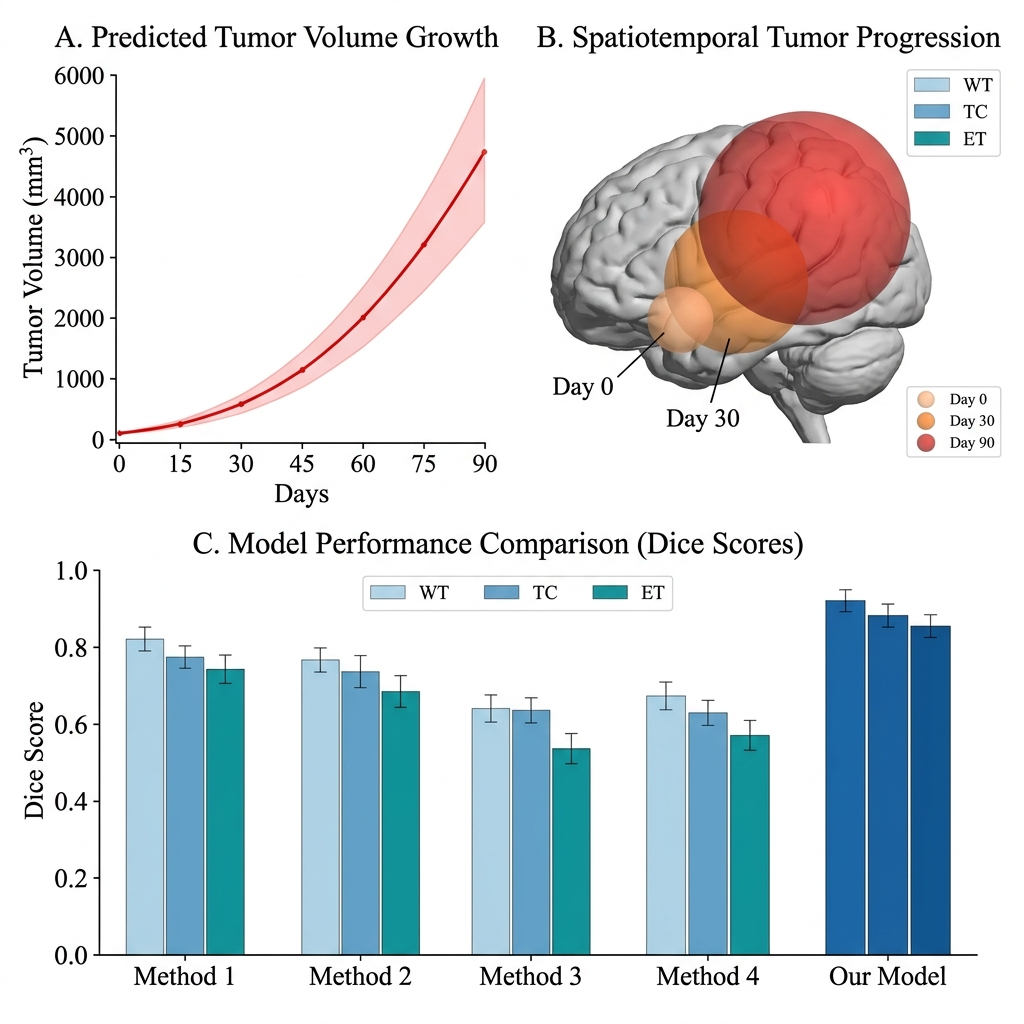 A. Predicted Tumor Volume Growth
Tumor Volume (mm³)
6000
5000
4000
3000
2000
1000
0
0 15 30 45 60 75 90
Days
B. Spatiotemporal Tumor Progression
WT
TC
ET
Day 0
Day 30
Day 0
Day 30
Day 90
C. Model Performance Comparison (Dice Scores)
WT TC ET
Dice Score
1.0
0.8
0.6
0.4
0.2
0.0
Method 1 Method 2 Method 3 Method 4 Our Model